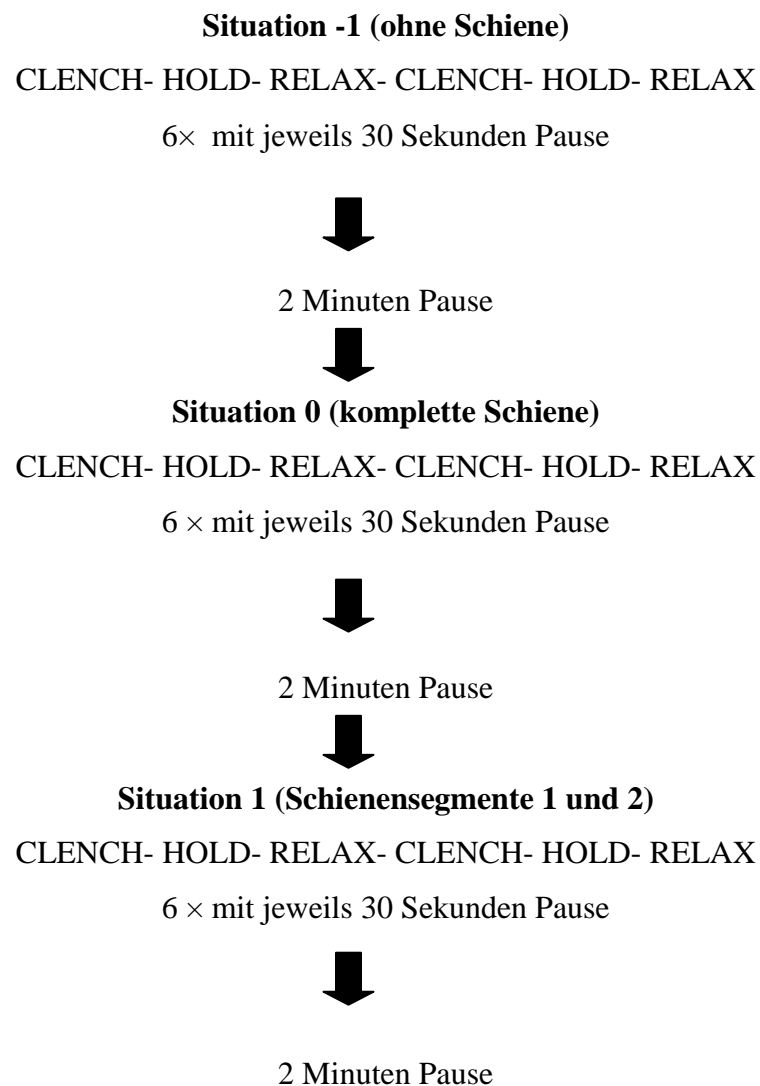 Situation -1 (ohne Schiene)
CLENCH- HOLD- RELAX- CLENCH- HOLD- RELAX
6× mit jeweils 30 Sekunden Pause
2 Minuten Pause
Situation 0 (komplette Schiene)
CLENCH- HOLD- RELAX- CLENCH- HOLD- RELAX
6 × mit jeweils 30 Sekunden Pause
2 Minuten Pause
Situation 1 (Schienensegmente 1 und 2)
CLENCH- HOLD- RELAX- CLENCH- HOLD- RELAX
6 × mit jeweils 30 Sekunden Pause
2 Minuten Pause